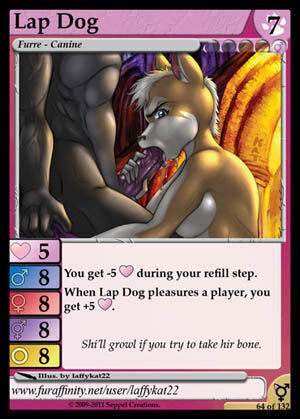 Lap Dog
7
Furre - Canine
5
8
8
8
8
You get -5 during your refill step.
When Lap Dog pleasures a player, you
get +5 .
Shi'll growl if you try to take hir bone.
Illus. by laffykat22
www.furaffinity.net/user/laffykat22
© 2009-2011 Seppel Creations.
64 of 132